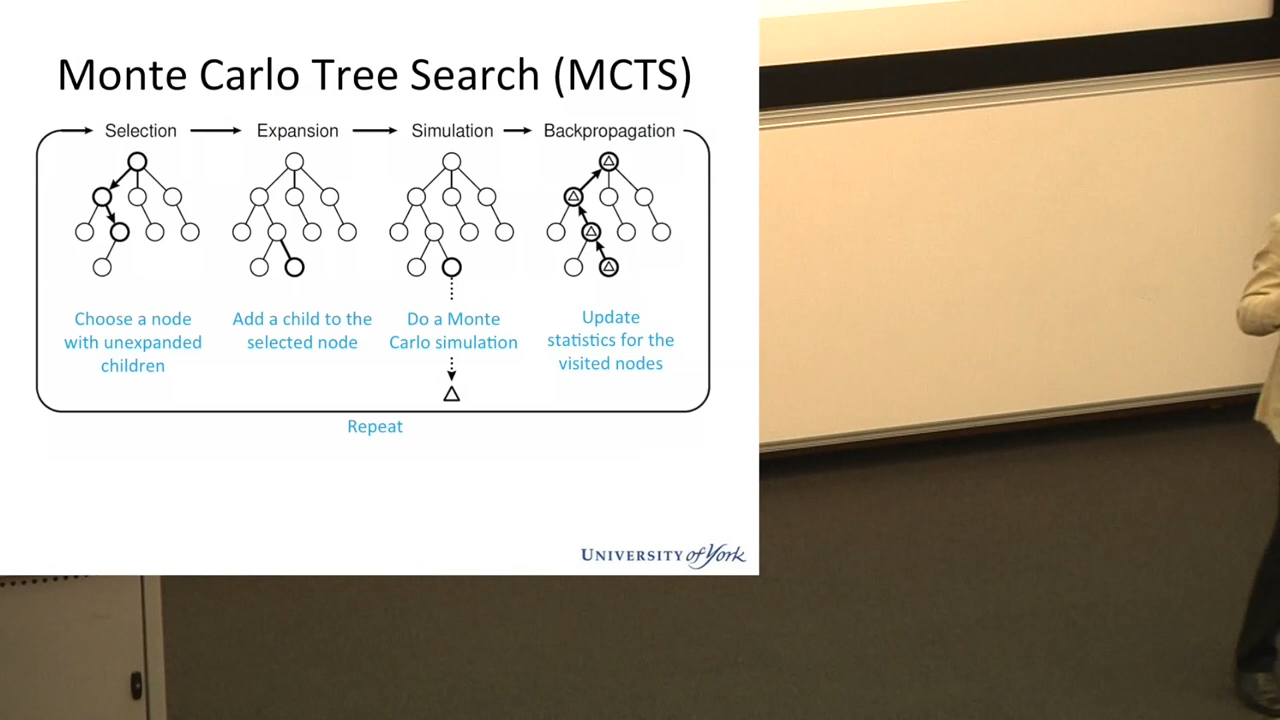 Monte Carlo Tree Search (MCTS)
Selection
Expansion
Simulation
Backpropagation
Choose a node
with unexpanded
children
Add a child to the
selected node
Do a Monte
Carlo simulation
Update
statistics for the
visited nodes
Repeat
UNIVERSITY of York